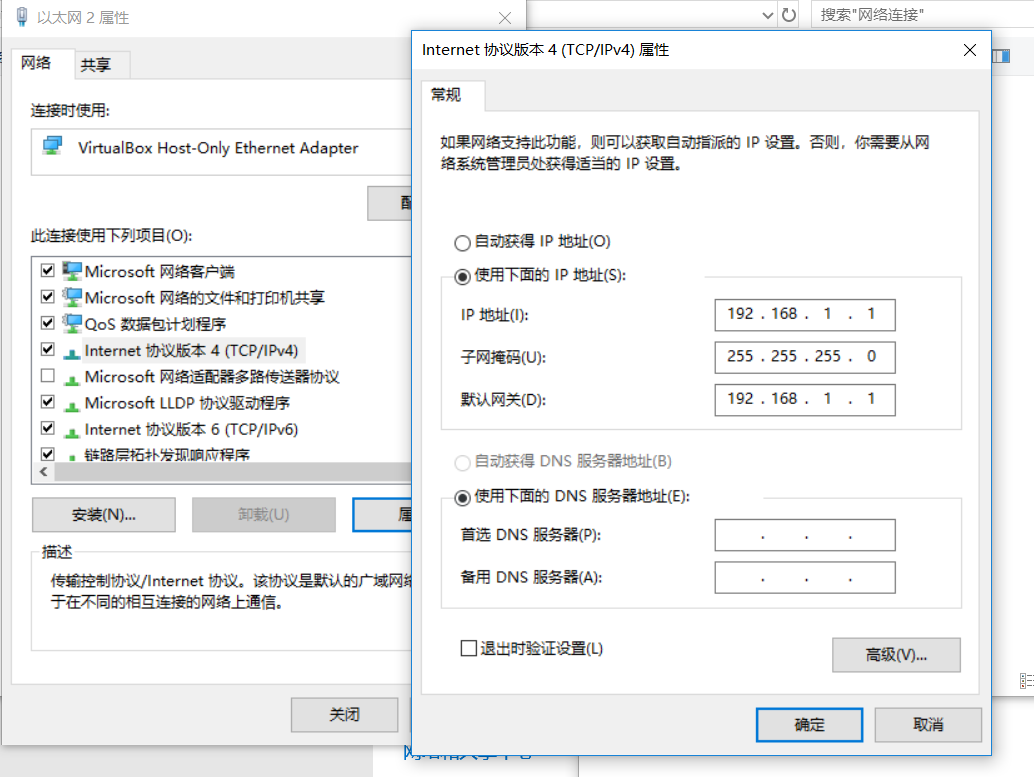 以太网 2 属性
网络
共享
连接时使用:
VirtualBox Host-Only Ethernet Adapter
此连接使用下列项目(O):
Microsoft 网络客户端
Microsoft 网络的文件和打印机共享
QoS 数据包计划程序
Internet 协议版本 4 (TCP/IPv4)
Microsoft 网络适配器多路传送器协议
Microsoft LLDP 协议驱动程序
Internet 协议版本 6 (TCP/IPv6)
链路层拓扑发现响应程序
安装(N)...
卸载(U)
描述
传输控制协议/Internet 协议。该协议是默认的广域网络
于在不同的相互连接的网络上通信。
关闭
搜索"网络连接"
Internet 协议版本 4 (TCP/IPv4) 属性
常规
如果网络支持此功能，则可以获取自动指派的 IP 设置。否则，你需要从网
络系统管理员处获得适当的 IP 设置。
自动获得 IP 地址(O)
使用下面的 IP 地址(S):
IP 地址(I):
192 . 168 . 1 . 1
子网掩码(U):
255 . 255 . 255 . 0
默认网关(D):
192 . 168 . 1 . 1
自动获得 DNS 服务器地址(B)
使用下面的 DNS 服务器地址(E):
首选 DNS 服务器(P):
. . .
备用 DNS 服务器(A):
. . .
退出时验证设置(L)
高级(V)...
确定
取消